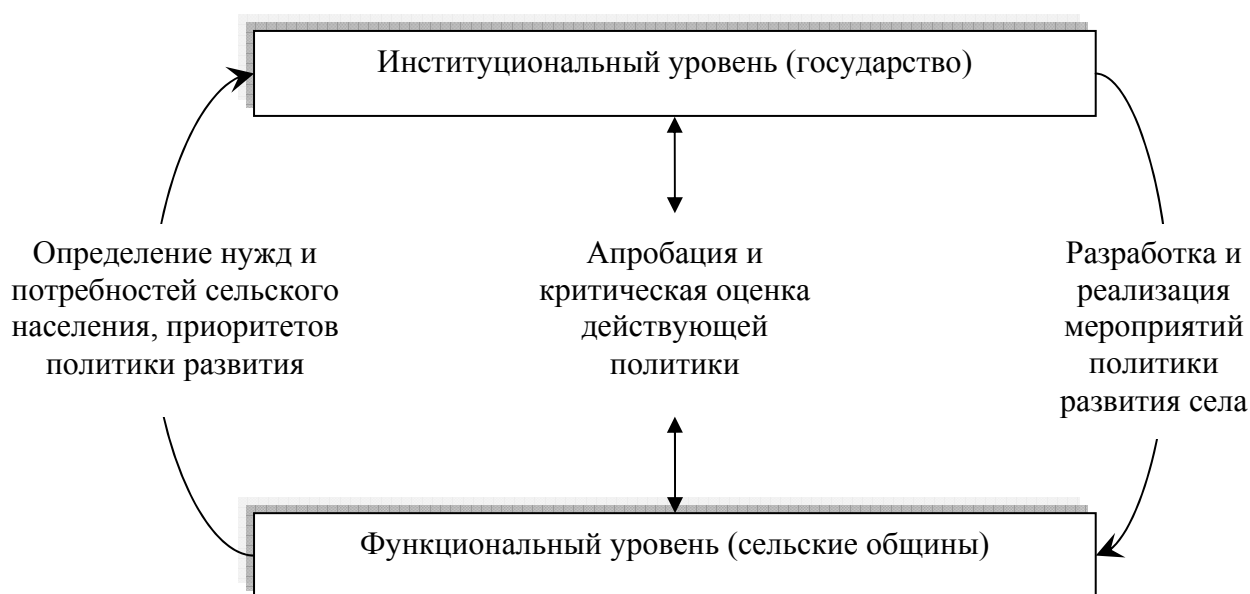 Институциональный уровень (государство)
Определение нужд и
потребностей сельского
населения, приоритетов
политики развития
Апробация и
критическая оценка
действующей
политики
Разработка и
реализация
мероприятий
политики
развития села
Функциональный уровень (сельские общины)